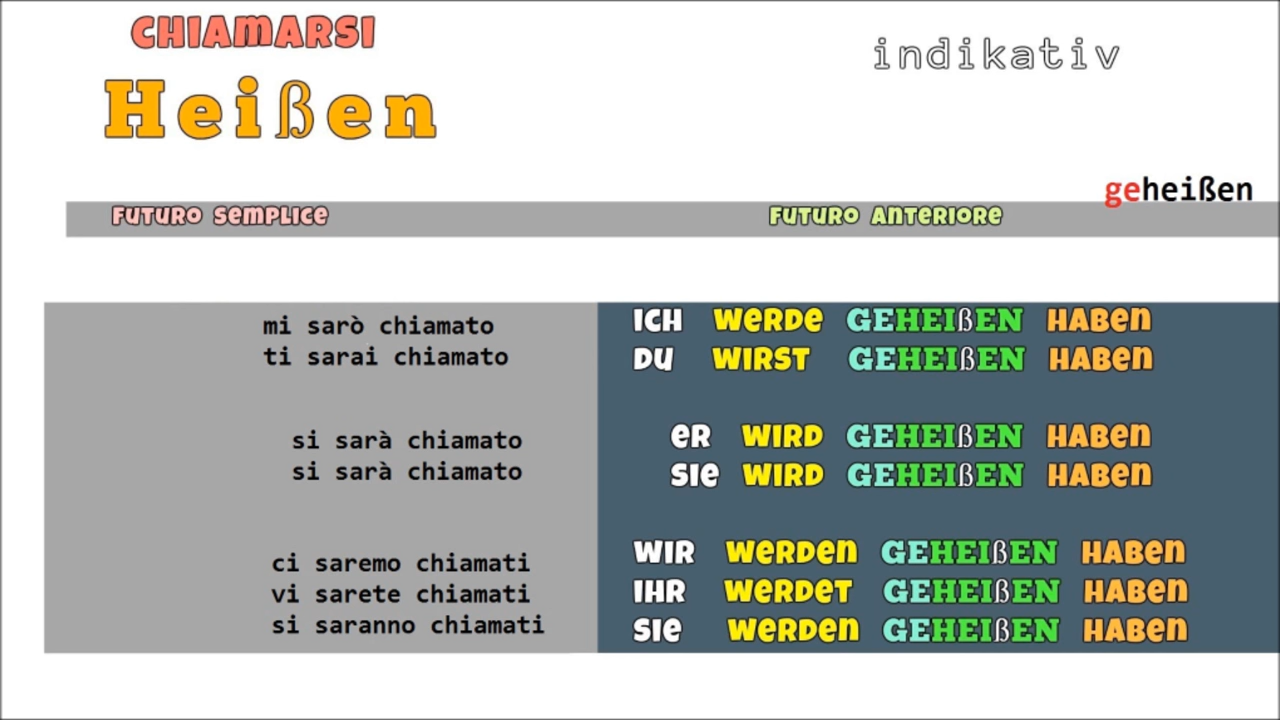 CHIAMARSI
indikativ
Heißen
geheißen
FUTURO SEMPLICE
FUTURO ANTERIORE
mi sarò chiamato
ICH WERDE GEHEIßEN HABEN
ti sarai chiamato
DU WIRST GEHEIßEN HABEN
si sarà chiamato
ER WIRD GEHEIßEN HABEN
si sarà chiamato
SIE WIRD GEHEIßEN HABEN
ci saremo chiamati
WIR WERDEN GEHEIßEN HABEN
vi sarete chiamati
IHR WERDET GEHEIßEN HABEN
si saranno chiamati
SIE WERDEN GEHEIßEN HABEN